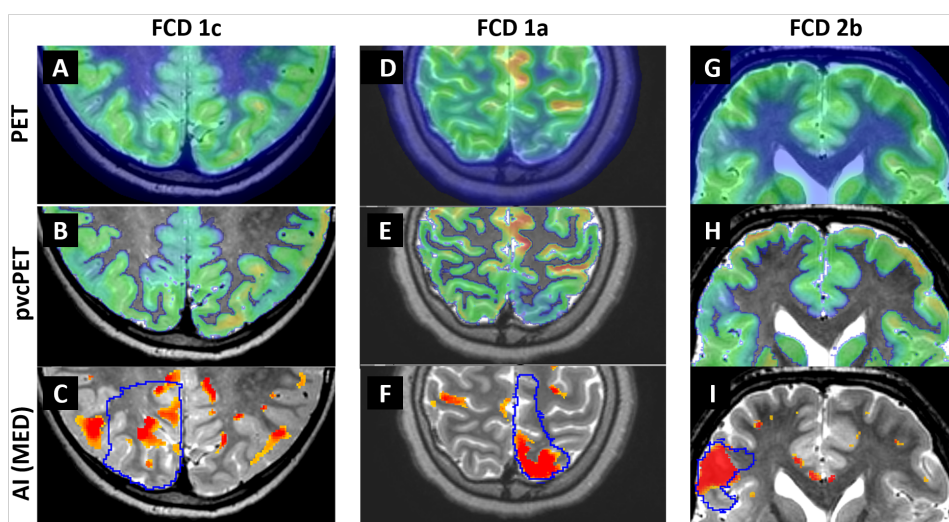 FCD 1c FCD 1a FCD 2b
PET
A D G
pvcPET
B E H
AI (MED)
C F I